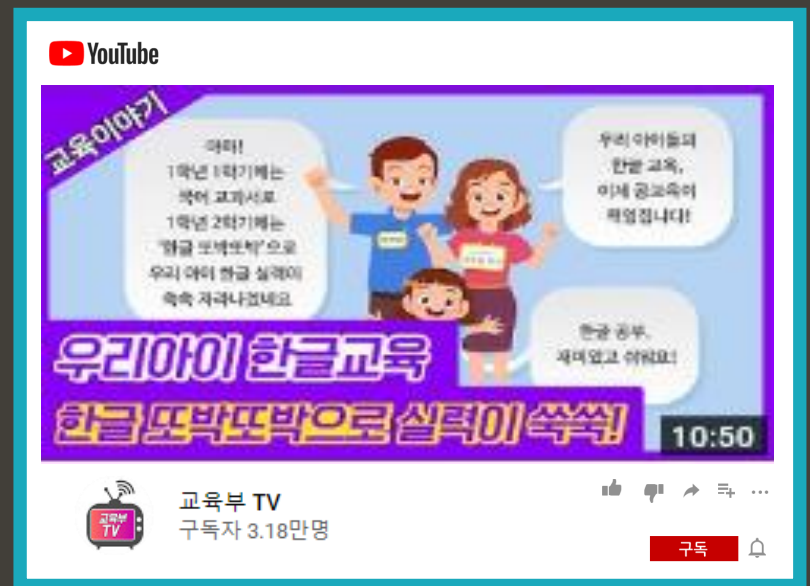 YouTube
교육이야기
아하!
1학년 1학기에는
국어 교과서로
1학년 2학기에는
"한글 또박또박"으로
우리 아이 한글 실력이
쑥쑥 자라나겠네요
우리 아이들의
한글 교육,
이제 공교육이
책임집니다!
한글 공부,
재미있고 쉬워요!
우리아이 한글교육
한글 또박또박으로 실력이 쑥쑥!
10:50
교육부
TV
교육부 TV
구독자 3.18만명
구독